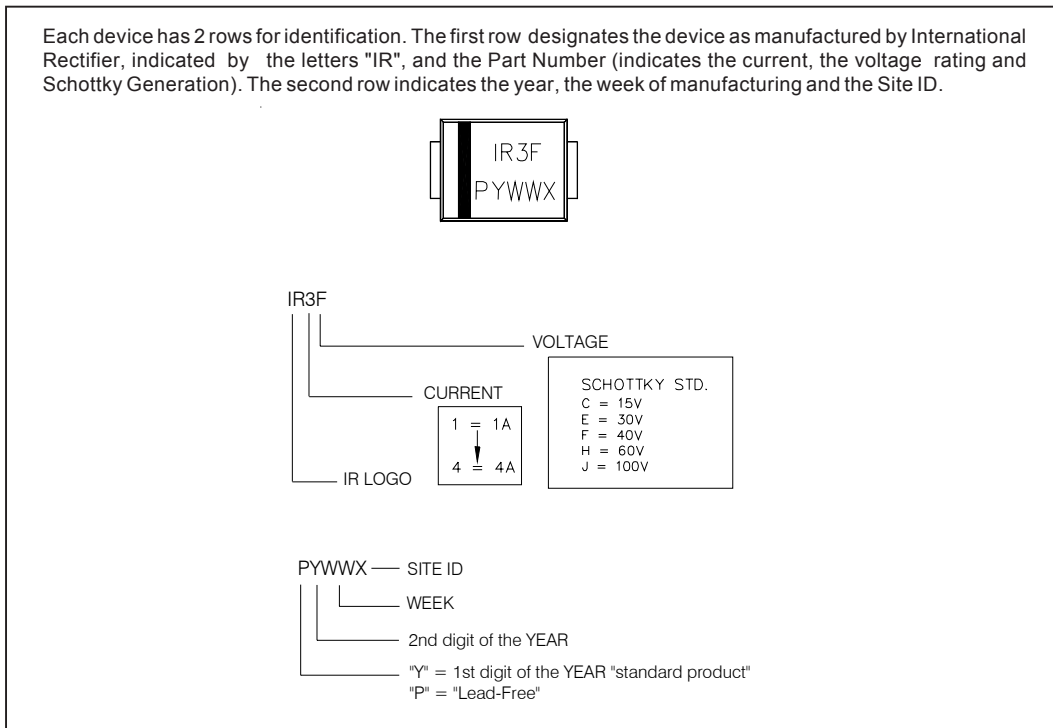 Each device has 2 rows for identification. The first row designates the device as manufactured by International
Rectifier, indicated by the letters "IR", and the Part Number (indicates the current, the voltage rating and
Schottky Generation). The second row indicates the year, the week of manufacturing and the Site ID.
IR3F
PYWWX
IR3F
VOLTAGE
SCHOTTKY STD.
C = 15V
E = 30V
F = 40V
H = 60V
J = 100V
CURRENT
1 = 1A
4 = 4A
IR LOGO
PYWWX
SITE ID
WEEK
2nd digit of the YEAR
"Y" = 1st digit of the YEAR "standard product"
"P" = "Lead-Free"